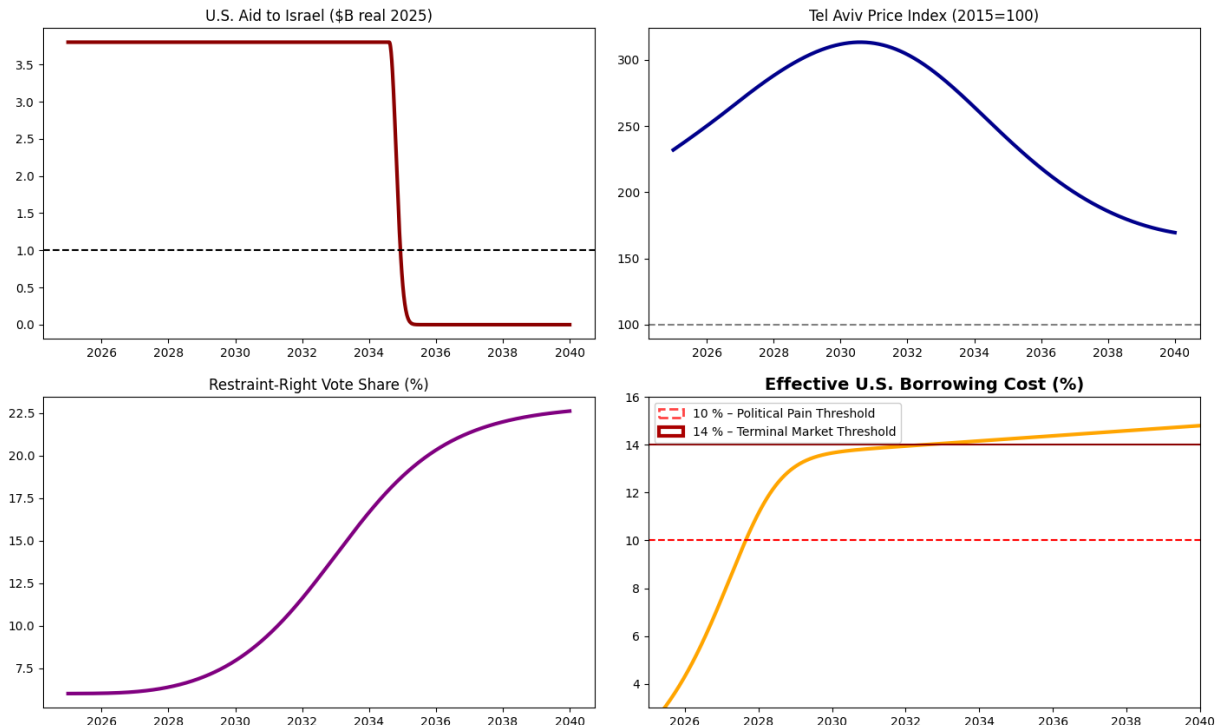 U.S. Aid to Israel ($B real 2025)
3.5
3.0
2.5
2.0
1.5
1.0
0.5
0.0
2026 2028 2030 2032 2034 2036 2038 2040
Tel Aviv Price Index (2015=100)
300
250
200
150
100
2026 2028 2030 2032 2034 2036 2038 2040
Restraint-Right Vote Share (%)
22.5
20.0
17.5
15.0
12.5
10.0
7.5
2026 2028 2030 2032 2034 2036 2038 2040
Effective U.S. Borrowing Cost (%)
10 % – Political Pain Threshold
14 % – Terminal Market Threshold
16
14
12
10
8
6
4
2026 2028 2030 2032 2034 2036 2038 2040